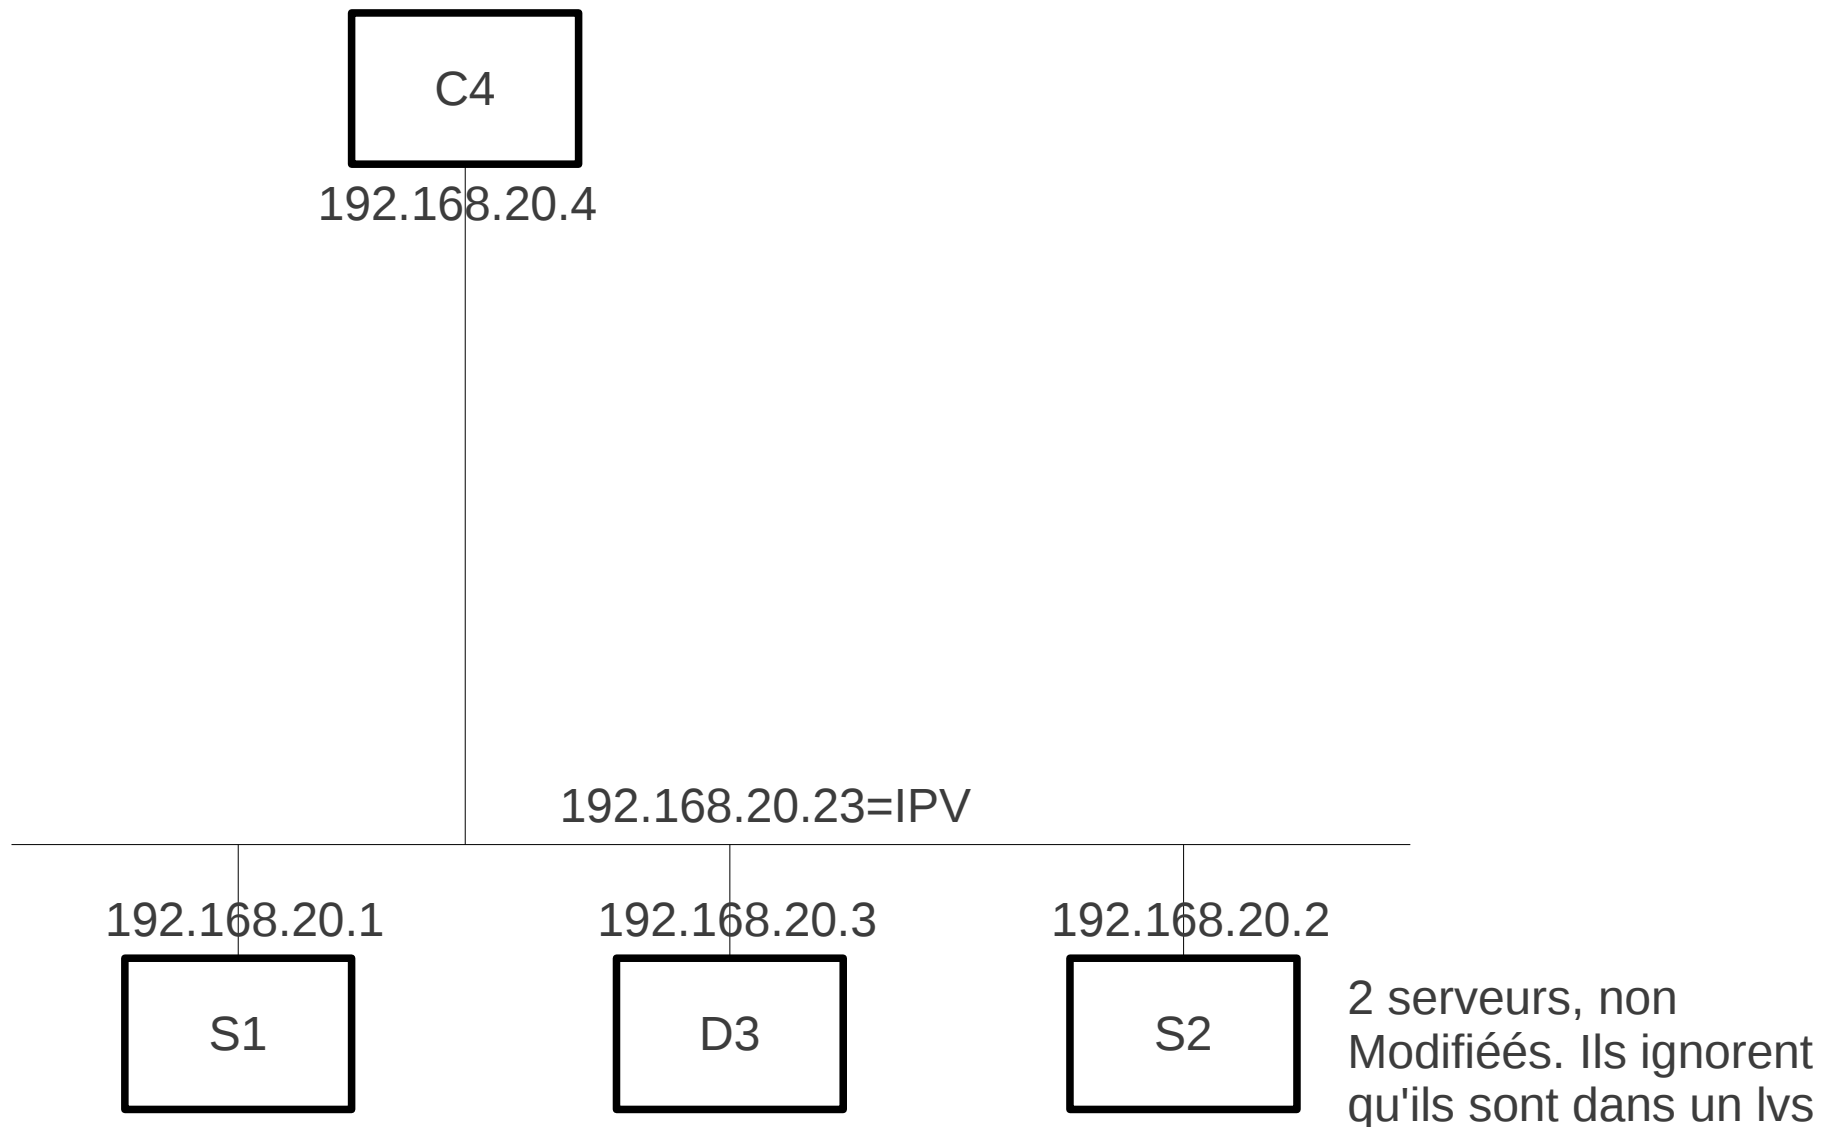 C4
192.168.20.4
192.168.20.23=IPV
192.168.20.1
192.168.20.3
192.168.20.2
S1
D3
S2
2 serveurs, non
Modifiéés. Ils ignorent
qu'ils sont dans un lvs